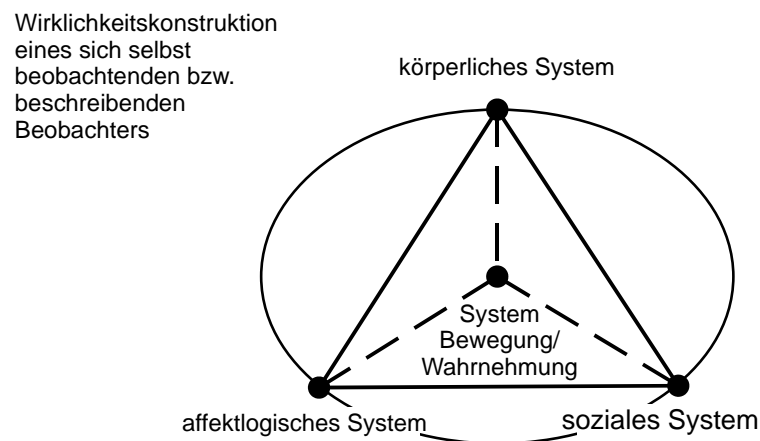 Wirklichkeitskonstruktion
eines sich selbst
beobachtenden bzw.
beschreibenden
Beobachters
körperliches System
System
Bewegung/
Wahrnehmung
affektlogisches System
soziales System